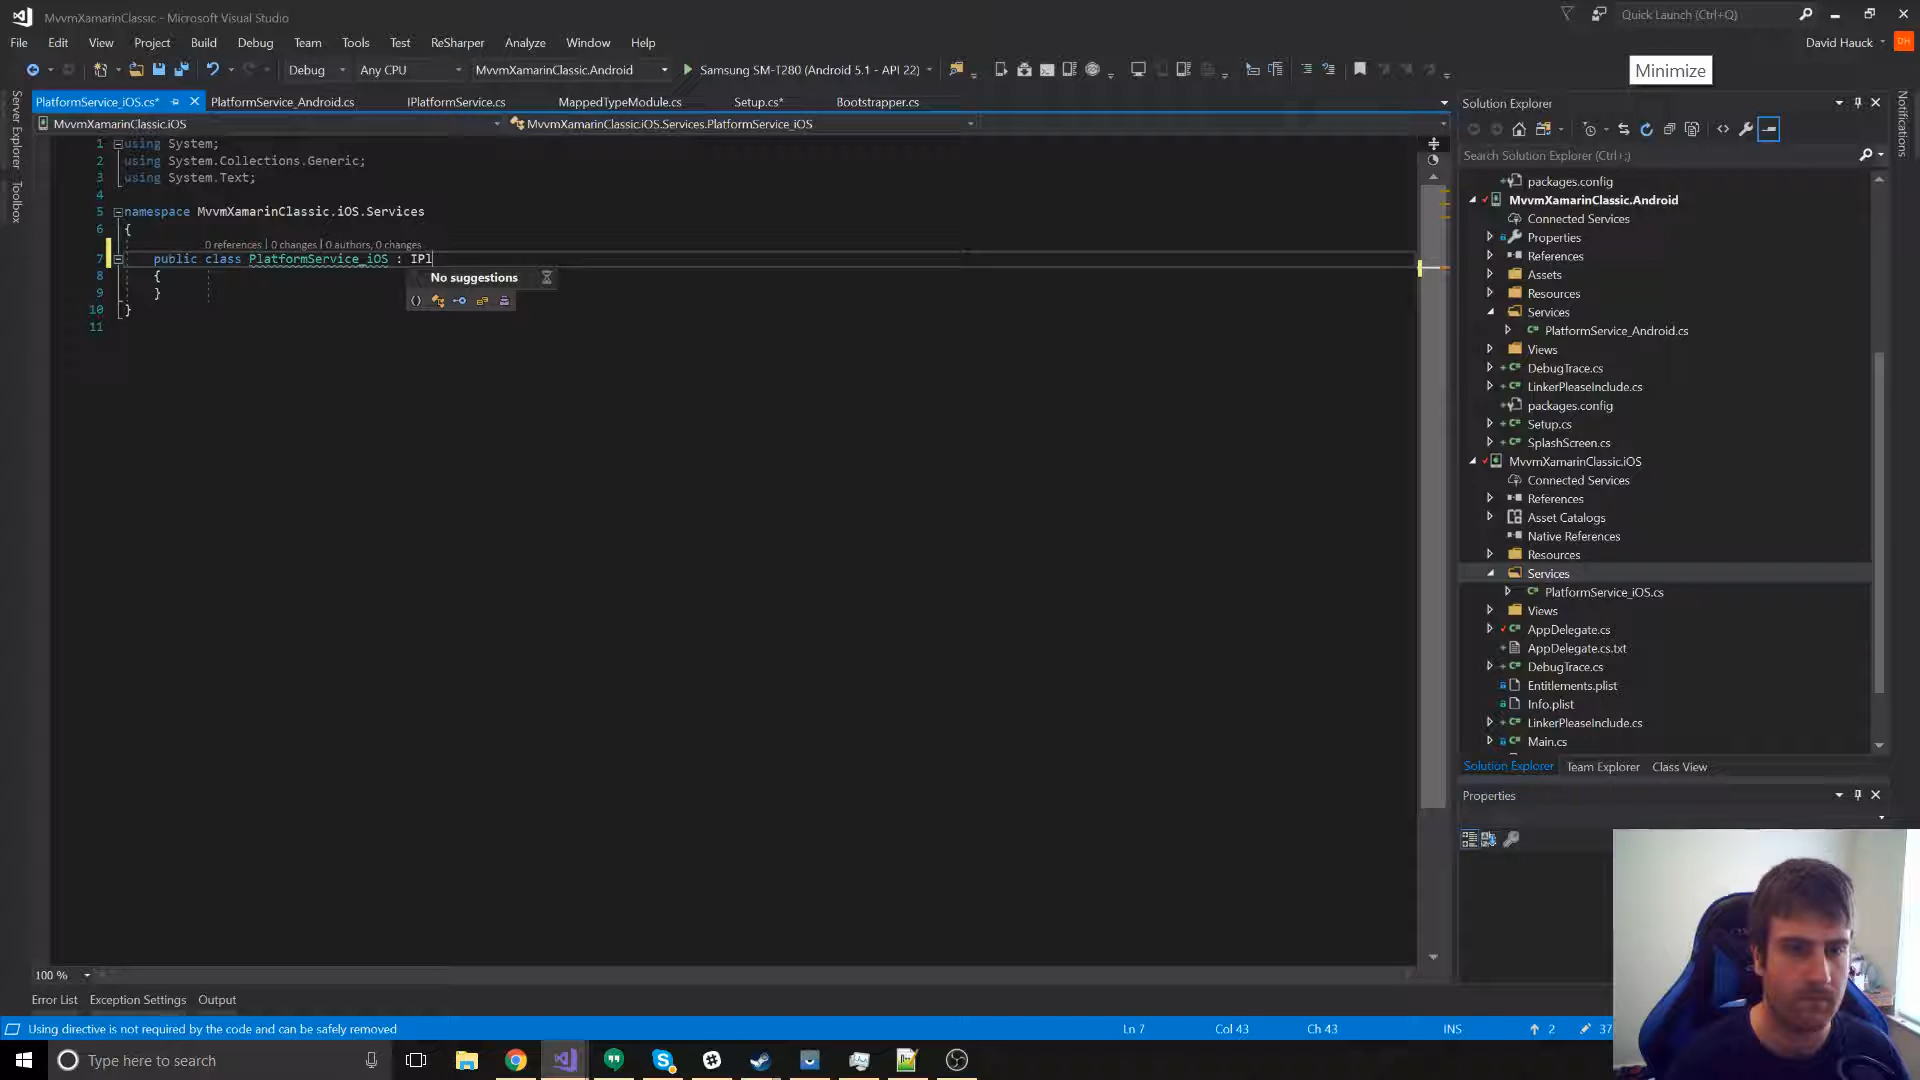 MvvmXamarinClassic - Microsoft Visual Studio
Quick Launch (Ctrl+Q)
File Edit View Project Build Debug Team Tools Test ReSharper Analyze Window Help
David Hauck DH
Debug Any CPU MvvmXamarinClassic.Android Samsung SM-T280 (Android 5.1 - API 22)
Minimize
PlatformService_iOS.cs* PlatformService_Android.cs IPlatformService.cs MappedTypeModule.cs Setup.cs* Bootstrapper.cs
MvvmXamarinClassic.iOS MvvmXamarinClassic.iOS.Services.PlatformService_iOS
Server Explorer
Toolbox
1 using System;
2 using System.Collections.Generic;
3 using System.Text;
4
5 namespace MvvmXamarinClassic.iOS.Services
6 {
0 references | 0 changes | 0 authors, 0 changes
7 public class PlatformService_iOS : IPl
8 {
9 }
10 }
11
No suggestions
Solution Explorer
Search Solution Explorer (Ctrl+;)
packages.config
MvvmXamarinClassic.Android
Connected Services
Properties
References
Assets
Resources
Services
PlatformService_Android.cs
Views
DebugTrace.cs
LinkerPleaseInclude.cs
packages.config
Setup.cs
SplashScreen.cs
MvvmXamarinClassic.iOS
Connected Services
References
Asset Catalogs
Native References
Resources
Services
PlatformService_iOS.cs
Views
AppDelegate.cs
AppDelegate.cs.txt
DebugTrace.cs
Entitlements.plist
Info.plist
LinkerPleaseInclude.cs
Main.cs
Solution Explorer Team Explorer Class View
Properties
Notifications
100 %
Error List Exception Settings Output
Using directive is not required by the code and can be safely removed
Ln 7 Col 43 Ch 43 INS 2 37
Type here to search